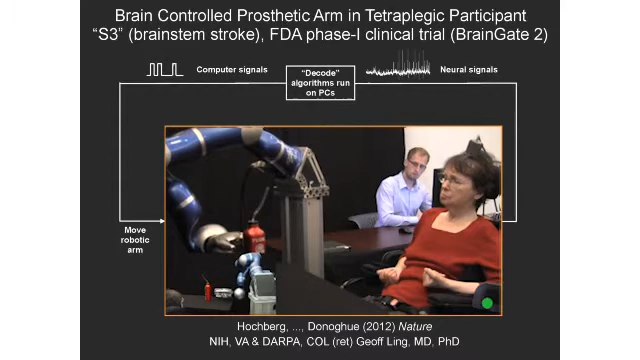 Brain Controlled Prosthetic Arm in Tetraplegic Participant
“S3” (brainstem stroke), FDA phase-I clinical trial (BrainGate 2)
Computer signals
“Decode”
algorithms run
on PCs
Neural signals
Move
robotic
arm
Hochberg, ..., Donoghue (2012) Nature
NIH, VA & DARPA, COL (ret) Geoff Ling, MD, PhD